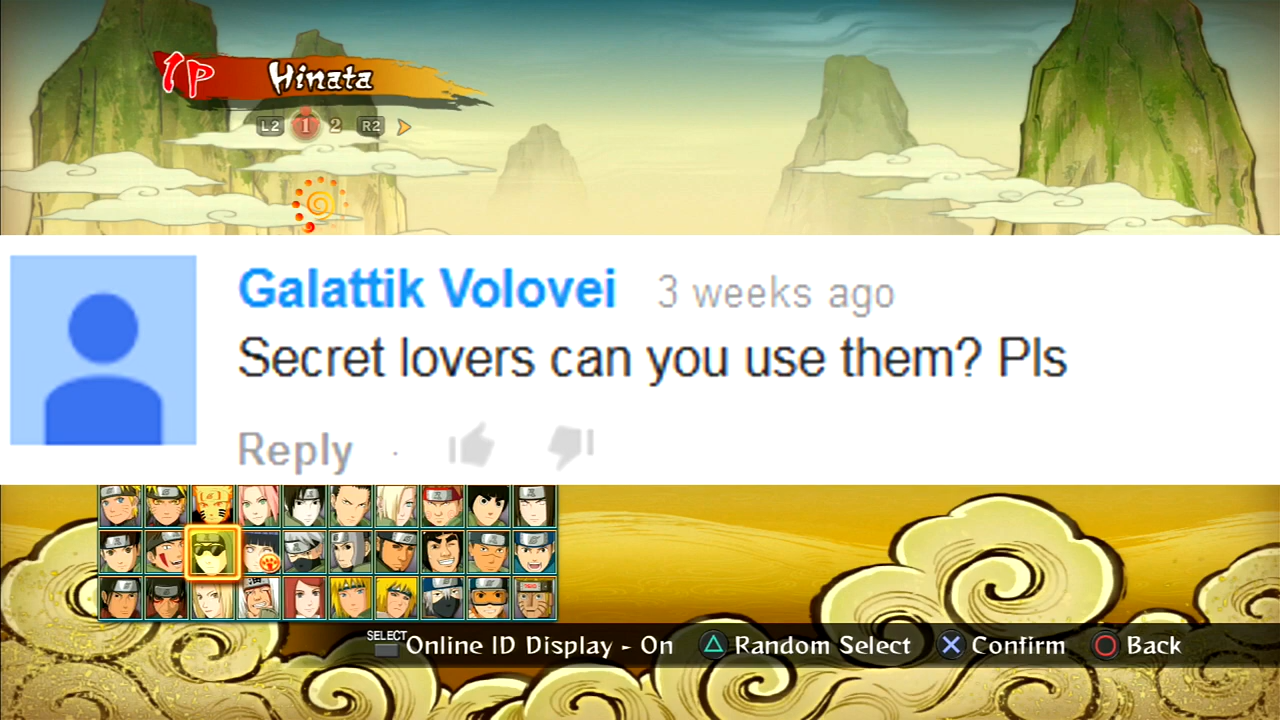 1P Hinata
L2 1 2 R2
Galattik Volovei 3 weeks ago
Secret lovers can you use them? Pls
Reply
SELECT Online ID Display - On Random Select Confirm Back